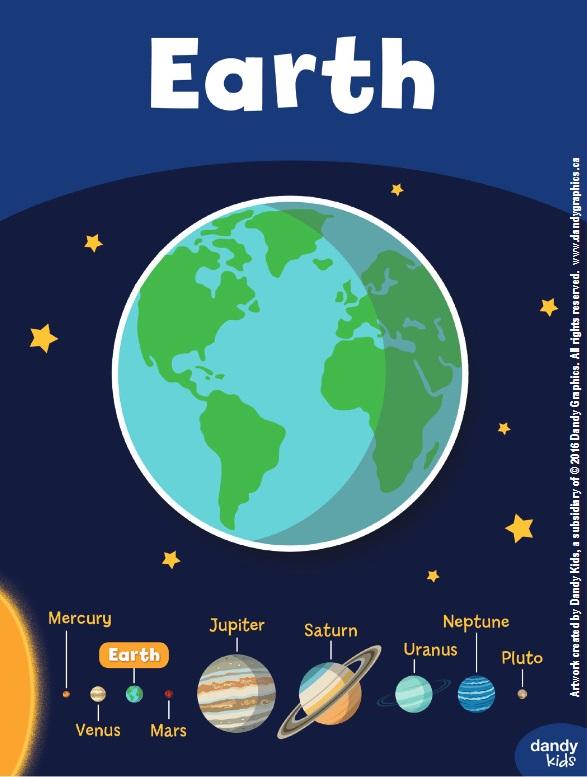 Earth
Artwork created by Dandy Kids, a subsidiary of © 2016 Dandy Graphics. All rights reserved. www.dandygraphics.ca
Mercury
Earth
Venus
Mars
Jupiter
Saturn
Uranus
Neptune
Pluto
dandy
kids